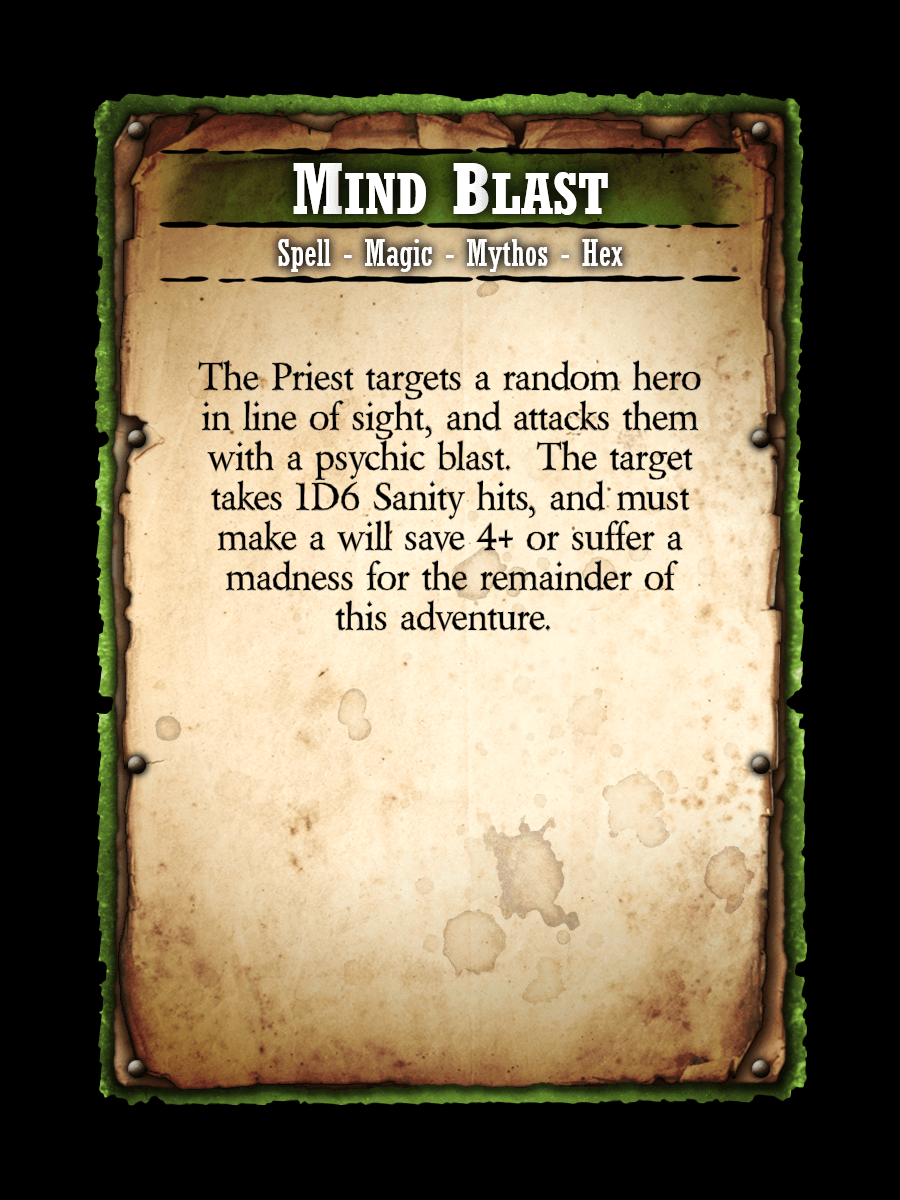 Mind Blast
Spell - Magic - Mythos - Hex
The Priest targets a random hero
in line of sight, and attacks them
with a psychic blast.  The target
takes 1D6 Sanity hits, and must
make a will save 4+ or suffer a
madness for the remainder of
this adventure.